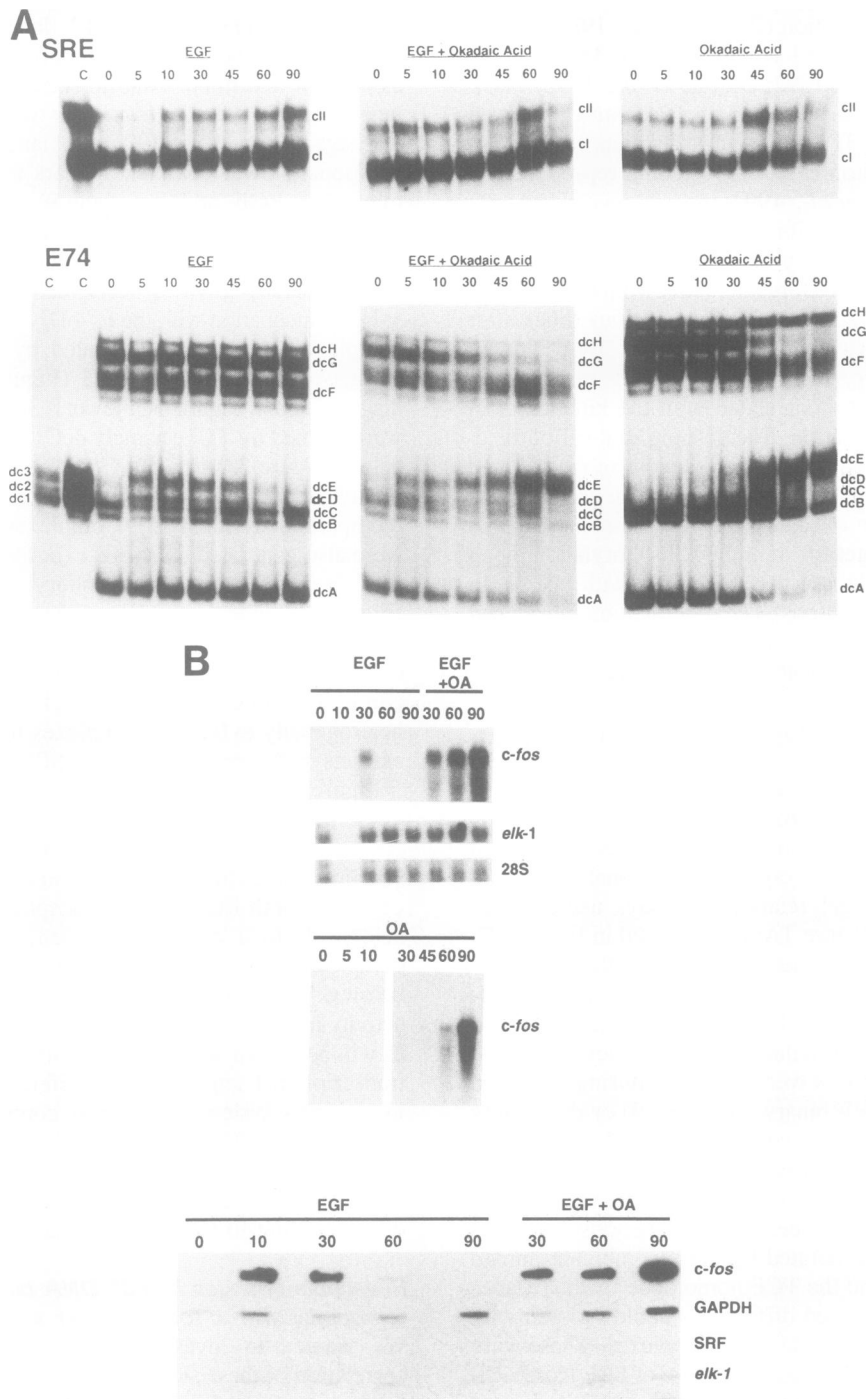 A
SRE
EGF
C 0 5 10 30 45 60 90
cII
cI
EGF + Okadaic Acid
0 5 10 30 45 60 90
cII
cI
Okadaic Acid
0 5 10 30 45 60 90
cII
cI
E74
EGF
C C 0 5 10 30 45 60 90
dc3
dc2
dc1
dcH
dcG
dcF
dcE
dcD
dcC
dcB
dcA
EGF + Okadaic Acid
0 5 10 30 45 60 90
dcH
dcG
dcF
dcE
dcD
dcC
dcB
dcA
Okadaic Acid
0 5 10 30 45 60 90
dcH
dcG
dcF
dcE
dcD
dcC
dcB
dcA
B
EGF
EGF
+OA
0 10 30 60 90 30 60 90
c-fos
elk-1
28S
OA
0 5 10 30 45 60 90
c-fos
EGF
EGF + OA
0 10 30 60 90 30 60 90
c-fos
GAPDH
SRF
elk-1